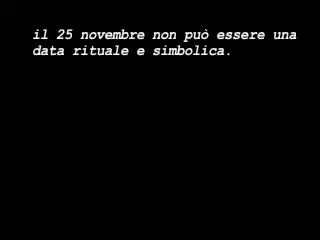 il 25 novembre non può essere una
data rituale e simbolica.